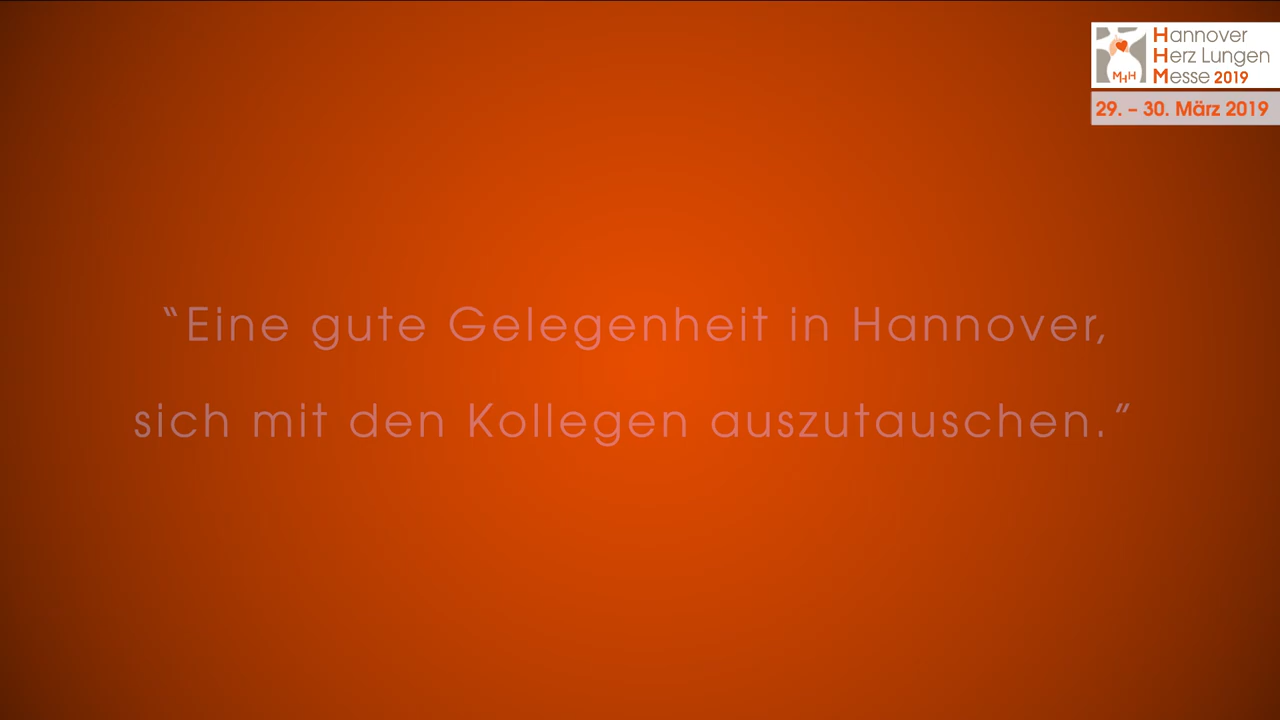 Hannover
Herz Lungen
Messe 2019
MHH
29. – 30. März 2019
“Eine gute Gelegenheit in Hannover,
sich mit den Kollegen auszutauschen.”